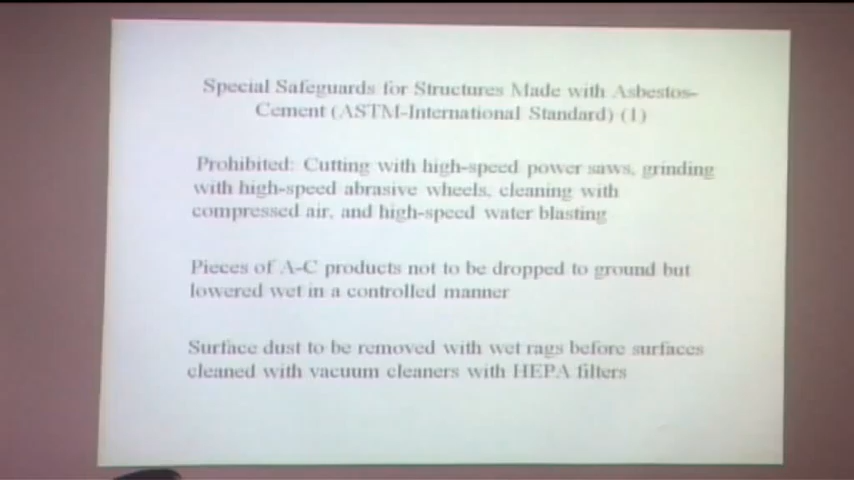 Special Safeguards for Structures Made with Asbestos-
Cement (ASTM-International Standard) (1)
Prohibited: Cutting with high-speed power saws, grinding
with high-speed abrasive wheels, cleaning with
compressed air, and high-speed water blasting
Pieces of A-C products not to be dropped to ground but
lowered wet in a controlled manner
Surface dust to be removed with wet rags before surfaces
cleaned with vacuum cleaners with HEPA filters